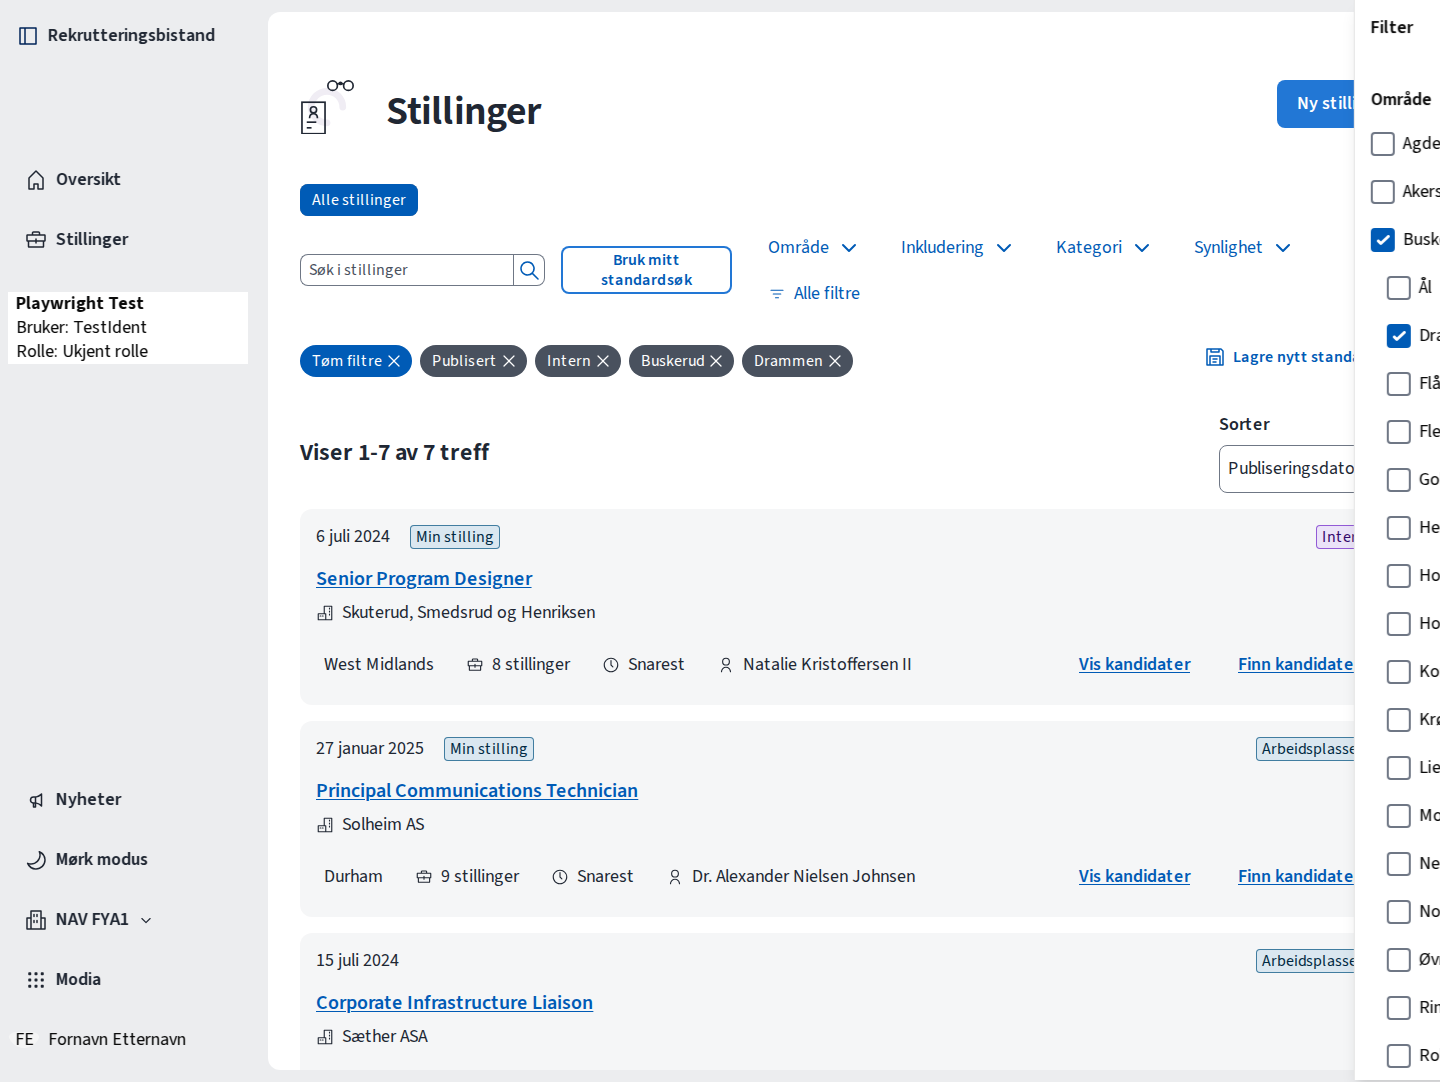 Rekrutteringsbistand
Oversikt
Stillinger
Playwright Test
Bruker: TestIdent
Rolle: Ukjent rolle
Nyheter
Mørk modus
NAV FYA1
Modia
FE Fornavn Etternavn
Stillinger
Ny still
Alle stillinger
Søk i stillinger
Bruk mitt
standardsøk
Område
Inkludering
Kategori
Synlighet
Alle filtre
Tøm filtre
Publisert
Intern
Buskerud
Drammen
Lagre nytt standa
Viser 1-7 av 7 treff
Sorter
Publiseringsdato
6 juli 2024 Min stilling Inter
Senior Program Designer
Skuterud, Smedsrud og Henriksen
West Midlands 8 stillinger Snarest Natalie Kristoffersen II Vis kandidater Finn kandidate
27 januar 2025 Min stilling Arbeidsplasse
Principal Communications Technician
Solheim AS
Durham 9 stillinger Snarest Dr. Alexander Nielsen Johnsen Vis kandidater Finn kandidate
15 juli 2024 Arbeidsplasse
Corporate Infrastructure Liaison
Sæther ASA
Filter
Område
Agde
Akers
Busk
Ål
Dra
Flå
Fle
Go
He
Ho
Ho
Ko
Krø
Lie
Mo
Ne
No
Øv
Rin
Ro